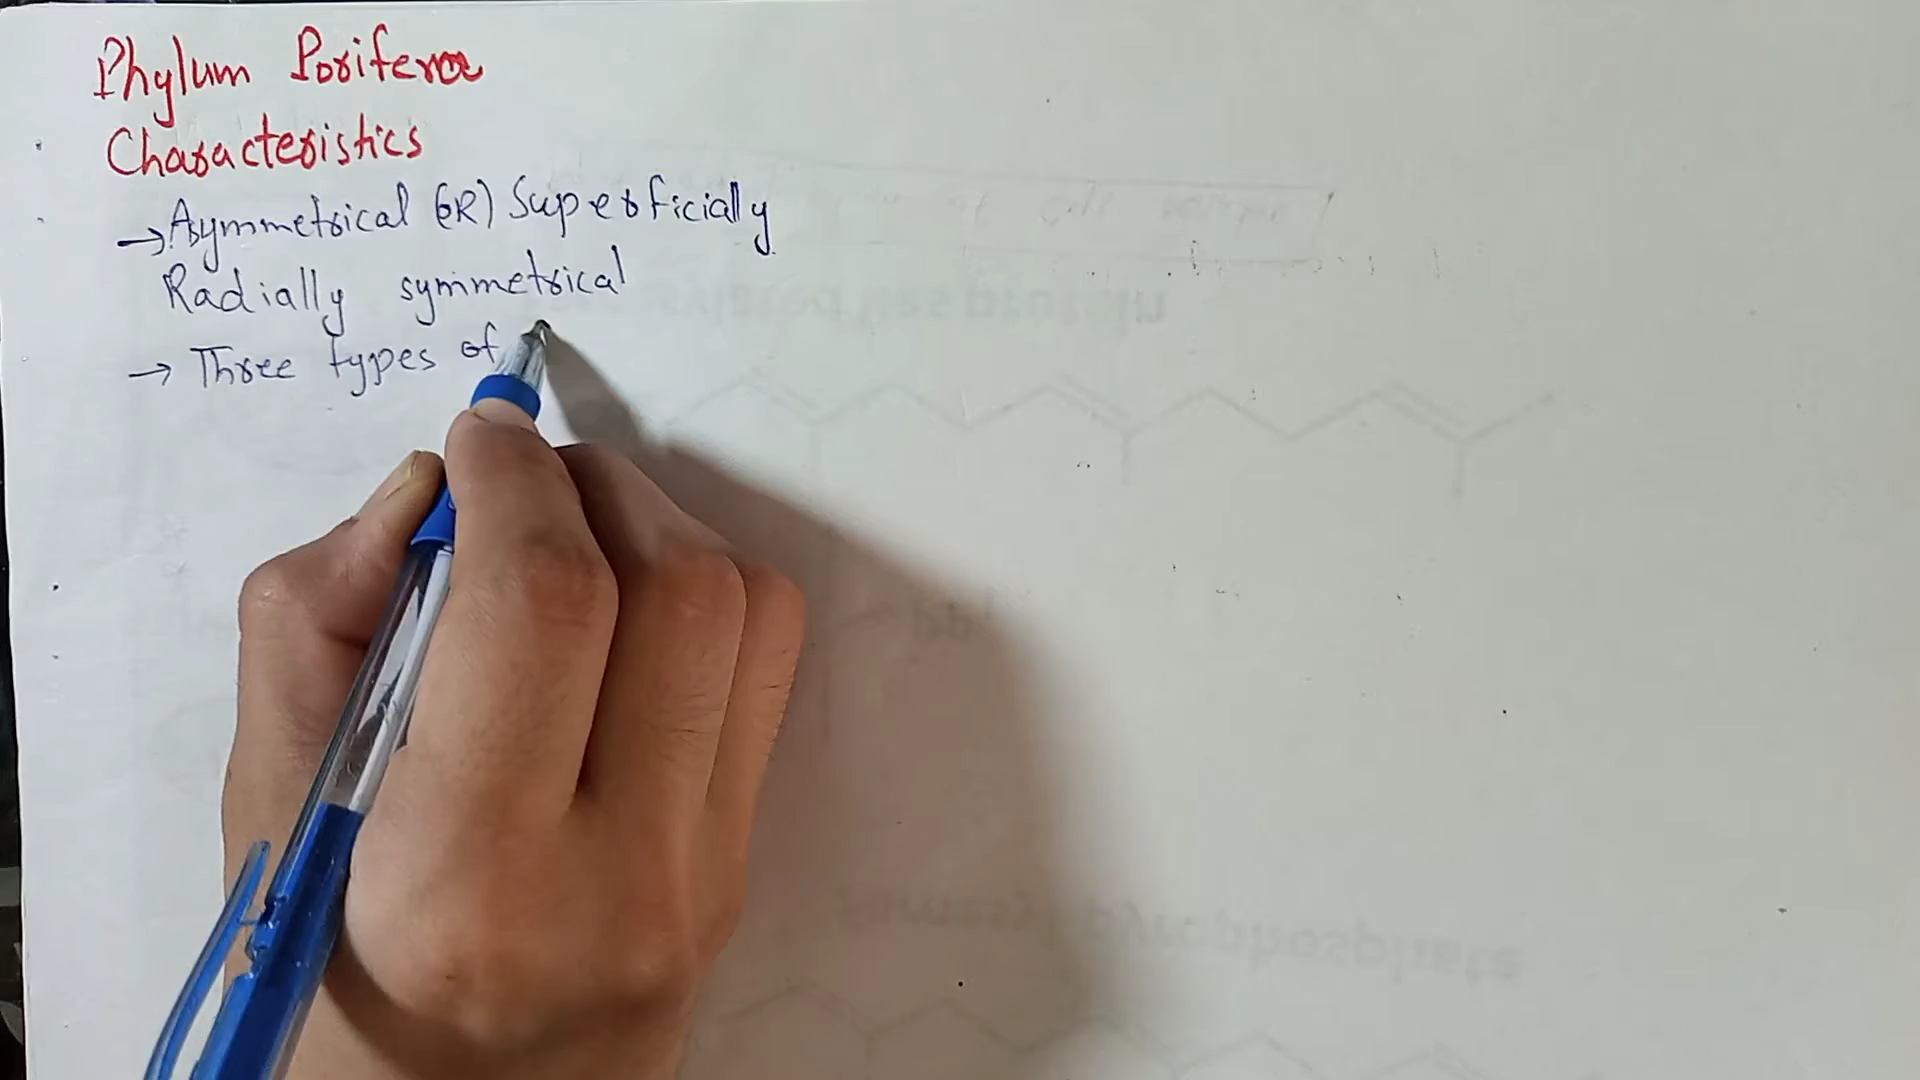 Phylum Porifera
Characteristics
→ Asymmetrical (OR) Superficially
Radially symmetrical
→ Three types of